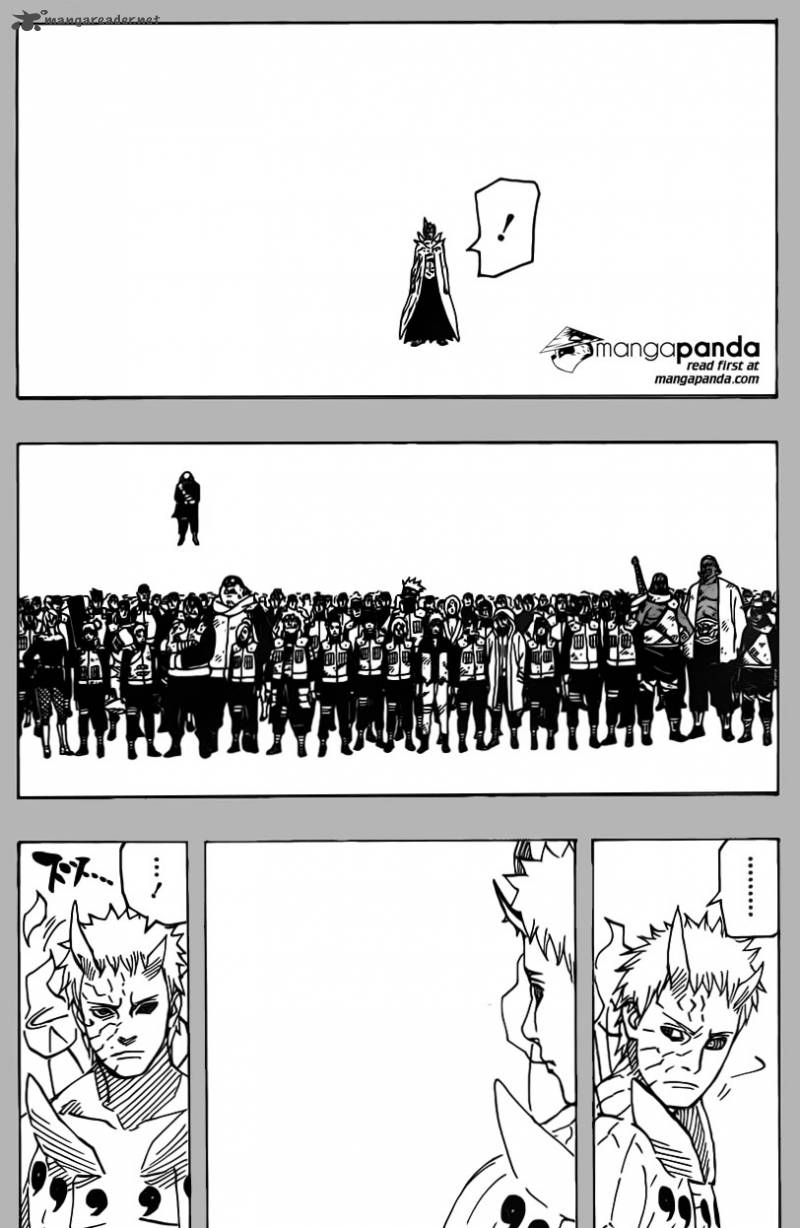 mangareader.net
!
mangapanda
read first at
mangapanda.com
………
…!
ズズ……